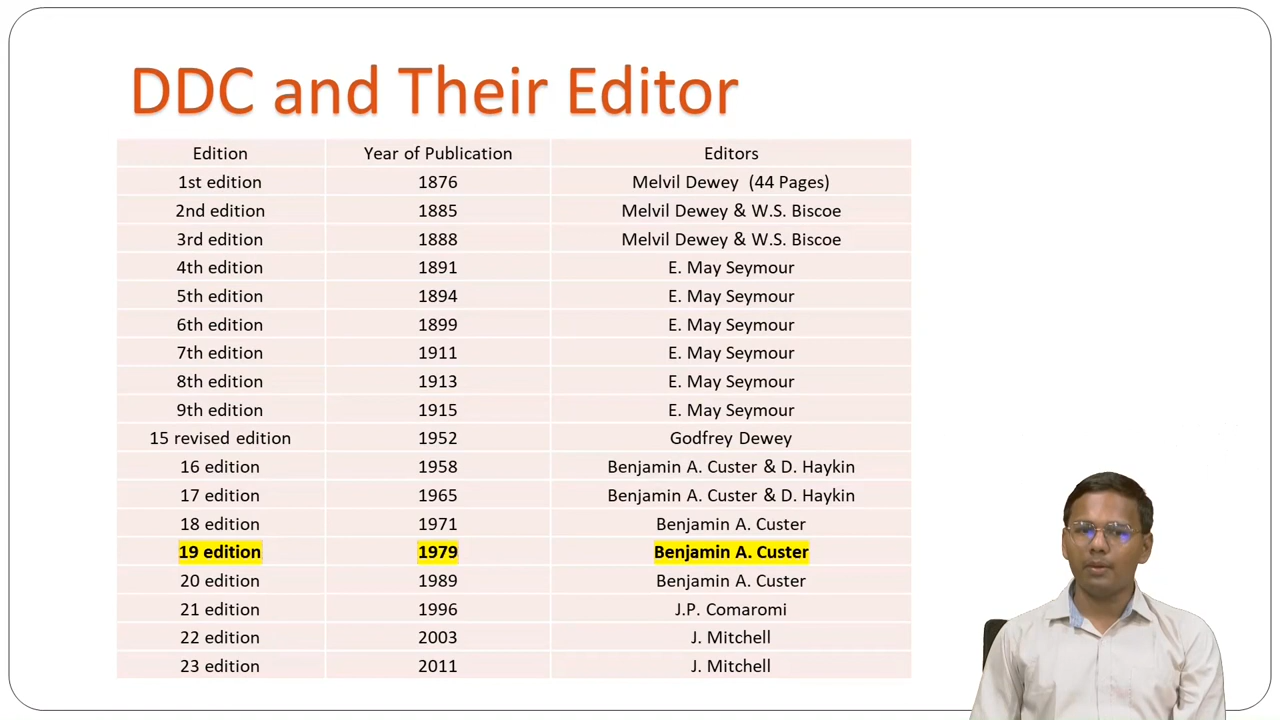 DDC and Their Editor
Edition Year of Publication Editors
1st edition 1876 Melvil Dewey (44 Pages)
2nd edition 1885 Melvil Dewey & W.S. Biscoe
3rd edition 1888 Melvil Dewey & W.S. Biscoe
4th edition 1891 E. May Seymour
5th edition 1894 E. May Seymour
6th edition 1899 E. May Seymour
7th edition 1911 E. May Seymour
8th edition 1913 E. May Seymour
9th edition 1915 E. May Seymour
15 revised edition 1952 Godfrey Dewey
16 edition 1958 Benjamin A. Custer & D. Haykin
17 edition 1965 Benjamin A. Custer & D. Haykin
18 edition 1971 Benjamin A. Custer
19 edition 1979 Benjamin A. Custer
20 edition 1989 Benjamin A. Custer
21 edition 1996 J.P. Comaromi
22 edition 2003 J. Mitchell
23 edition 2011 J. Mitchell